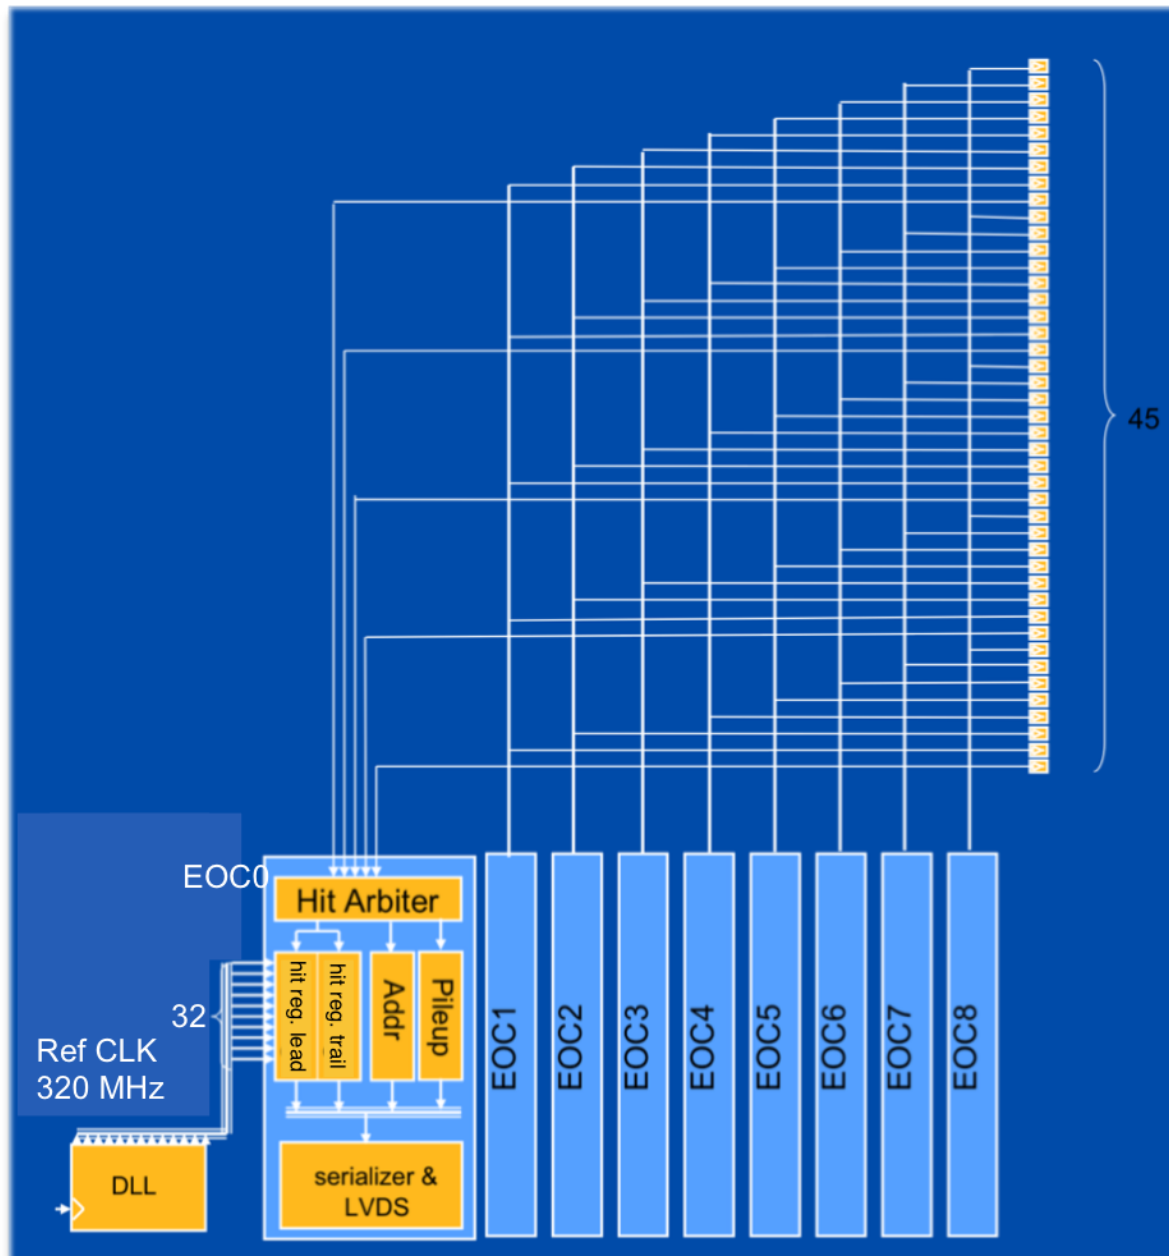 45
EOC0
Hit Arbiter
hit reg. lead
hit reg. trail
Addr
Pileup
32
Ref CLK
320 MHz
DLL
serializer &
LVDS
EOC1
EOC2
EOC3
EOC4
EOC5
EOC6
EOC7
EOC8